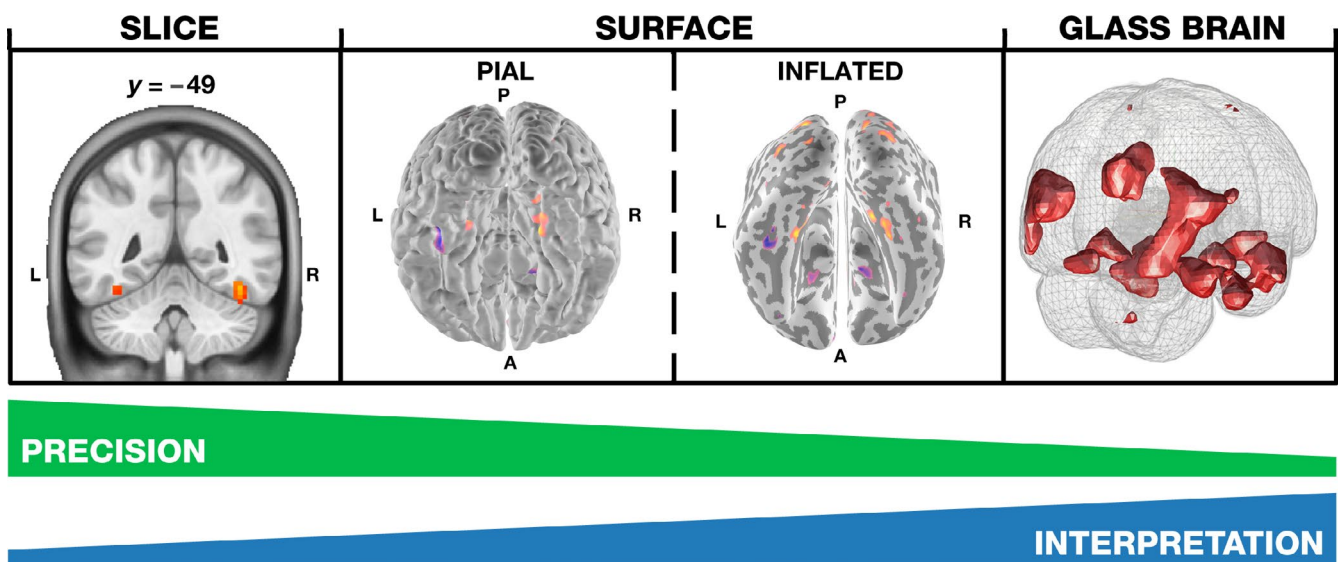 SLICE
SURFACE
GLASS BRAIN
y = −49
L
R
PIAL
P
L
R
A
INFLATED
P
L
R
A
PRECISION
INTERPRETATION